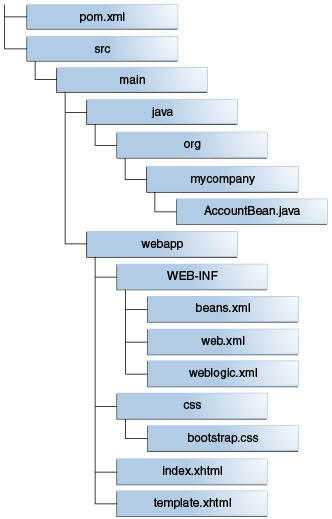 pom.xml
src
main
java
org
mycompany
AccountBean.java
webapp
WEB-INF
beans.xml
web.xml
weblogic.xml
css
bootstrap.css
index.xhtml
template.xhtml